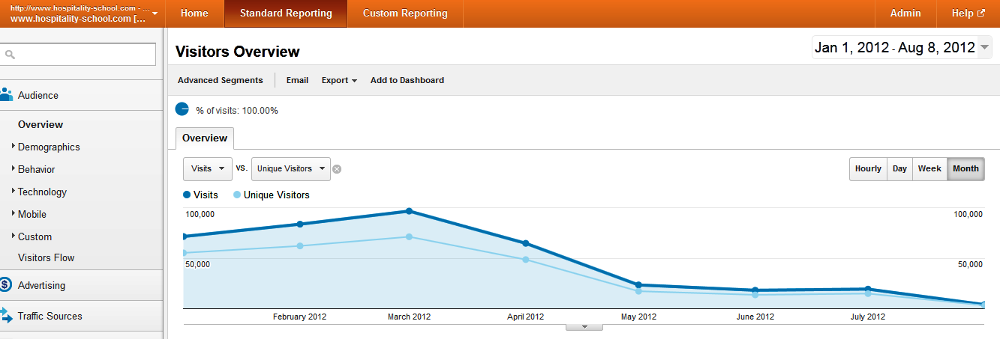 http://www.hospitality-school.com - ...
www.hospitality-school.com [...
Home
Standard Reporting
Custom Reporting
Admin
Help
Visitors Overview
Jan 1, 2012 - Aug 8, 2012
Advanced Segments
Email
Export
Add to Dashboard
Audience
% of visits: 100.00%
Overview
Overview
Demographics
Behavior
Technology
Mobile
Custom
Visitors Flow
Advertising
Traffic Sources
Visits
vs.
Unique Visitors
Hourly
Day
Week
Month
Visits
Unique Visitors
100,000
100,000
50,000
50,000
February 2012
March 2012
April 2012
May 2012
June 2012
July 2012